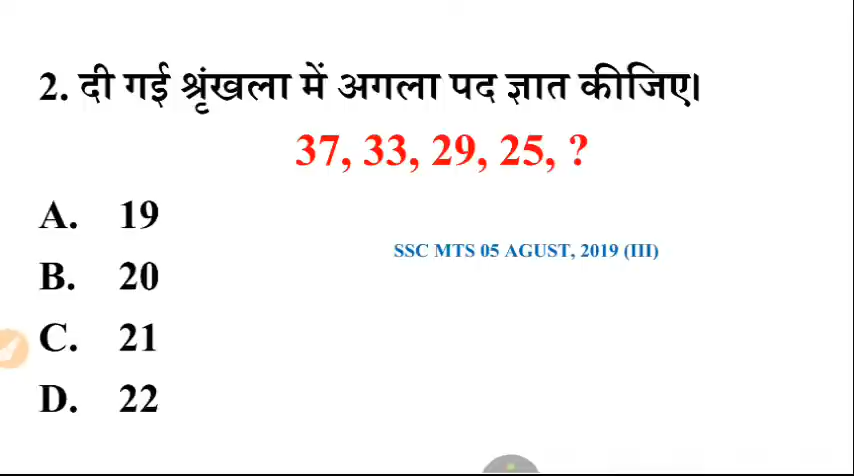 2. दी गई श्रृंखला में अगला पद ज्ञात कीजिए।
37, 33, 29, 25, ?
A. 19
SSC MTS 05 AGUST, 2019 (III)
B. 20
C. 21
D. 22